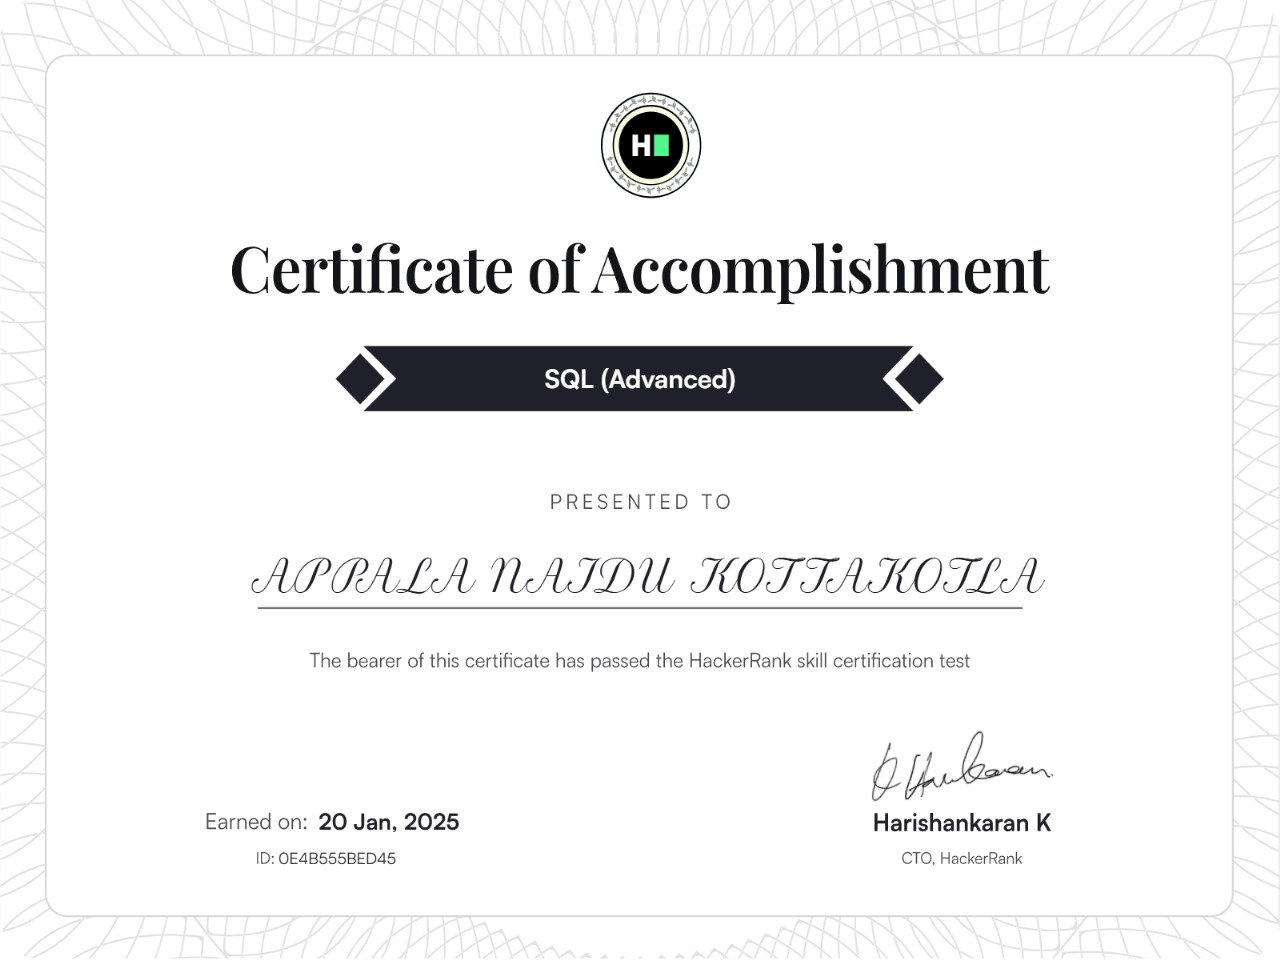 H
Certificate of Accomplishment
SQL (Advanced)
PRESENTED TO
APPALA NAIDU KOTTAKOTLA
The bearer of this certificate has passed the HackerRank skill certification test
Earned on: 20 Jan, 2025
ID: 0E4B555BED45
Harishankaran K
CTO, HackerRank